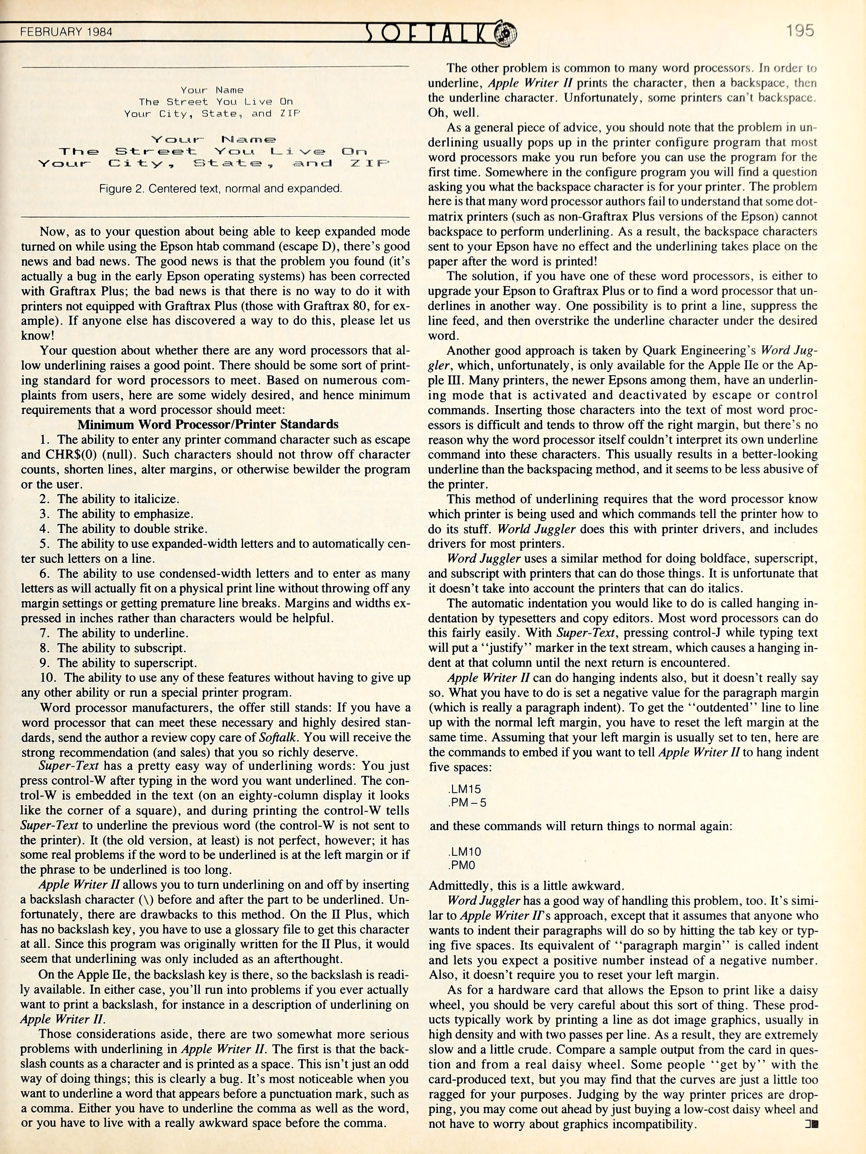 FEBRUARY 1984
SOFTALK
195
Your Name
The Street You Live On
Your City, State, and ZIP
Your Name
The Street You Live On
Your City, State, and ZIP
Figure 2. Centered text, normal and expanded.
Now, as to your question about being able to keep expanded mode
turned on while using the Epson htab command (escape D), there's good
news and bad news. The good news is that the problem you found (it's
actually a bug in the early Epson operating systems) has been corrected
with Graftrax Plus; the bad news is that there is no way to do it with
printers not equipped with Graftrax Plus (those with Graftrax 80, for ex-
ample). If anyone else has discovered a way to do this, please let us
know!
Your question about whether there are any word processors that al-
low underlining raises a good point. There should be some sort of print-
ing standard for word processors to meet. Based on numerous com-
plaints from users, here are some widely desired, and hence minimum
requirements that a word processor should meet:
Minimum Word Processor/Printer Standards
1. The ability to enter any printer command character such as escape
and CHR$(0) (null). Such characters should not throw off character
counts, shorten lines, alter margins, or otherwise bewilder the program
or the user.
2. The ability to italicize.
3. The ability to emphasize.
4. The ability to double strike.
5. The ability to use expanded-width letters and to automatically cen-
ter such letters on a line.
6. The ability to use condensed-width letters and to enter as many
letters as will actually fit on a physical print line without throwing off any
margin settings or getting premature line breaks. Margins and widths ex-
pressed in inches rather than characters would be helpful.
7. The ability to underline.
8. The ability to subscript.
9. The ability to superscript.
10. The ability to use any of these features without having to give up
any other ability or run a special printer program.
Word processor manufacturers, the offer still stands: If you have a
word processor that can meet these necessary and highly desired stan-
dards, send the author a review copy care of Softalk. You will receive the
strong recommendation (and sales) that you so richly deserve.
Super-Text has a pretty easy way of underlining words: You just
press control-W after typing in the word you want underlined. The con-
trol-W is embedded in the text (on an eighty-column display it looks
like the corner of a square), and during printing the control-W tells
Super-Text to underline the previous word (the control-W is not sent to
the printer). It (the old version, at least) is not perfect, however; it has
some real problems if the word to be underlined is at the left margin or if
the phrase to be underlined is too long.
Apple Writer II allows you to turn underlining on and off by inserting
a backslash character (\) before and after the part to be underlined. Un-
fortunately, there are drawbacks to this method. On the II Plus, which
has no backslash key, you have to use a glossary file to get this character
at all. Since this program was originally written for the II Plus, it would
seem that underlining was only included as an afterthought.
On the Apple IIe, the backslash key is there, so the backslash is readi-
ly available. In either case, you'll run into problems if you ever actually
want to print a backslash, for instance in a description of underlining on
Apple Writer II.
Those considerations aside, there are two somewhat more serious
problems with underlining in Apple Writer II. The first is that the back-
slash counts as a character and is printed as a space. This isn't just an odd
way of doing things; this is clearly a bug. It's most noticeable when you
want to underline a word that appears before a punctuation mark, such as
a comma. Either you have to underline the comma as well as the word,
or you have to live with a really awkward space before the comma.
The other problem is common to many word processors. In order to
underline, Apple Writer II prints the character, then a backspace, then
the underline character. Unfortunately, some printers can't backspace.
Oh, well.
As a general piece of advice, you should note that the problem in un-
derlining usually pops up in the printer configure program that most
word processors make you run before you can use the program for the
first time. Somewhere in the configure program you will find a question
asking you what the backspace character is for your printer. The problem
here is that many word processor authors fail to understand that some dot-
matrix printers (such as non-Graftrax Plus versions of the Epson) cannot
backspace to perform underlining. As a result, the backspace characters
sent to your Epson have no effect and the underlining takes place on the
paper after the word is printed!
The solution, if you have one of these word processors, is either to
upgrade your Epson to Graftrax Plus or to find a word processor that un-
derlines in another way. One possibility is to print a line, suppress the
line feed, and then overstrike the underline character under the desired
word.
Another good approach is taken by Quark Engineering's Word Jug-
gler, which, unfortunately, is only available for the Apple IIe or the Ap-
ple III. Many printers, the newer Epsons among them, have an underlin-
ing mode that is activated and deactivated by escape or control
commands. Inserting those characters into the text of most word proc-
essors is difficult and tends to throw off the right margin, but there's no
reason why the word processor itself couldn't interpret its own underline
command into these characters. This usually results in a better-looking
underline than the backspacing method, and it seems to be less abusive of
the printer.
This method of underlining requires that the word processor know
which printer is being used and which commands tell the printer how to
do its stuff. World Juggler does this with printer drivers, and includes
drivers for most printers.
Word Juggler uses a similar method for doing boldface, superscript,
and subscript with printers that can do those things. It is unfortunate that
it doesn't take into account the printers that can do italics.
The automatic indentation you would like to do is called hanging in-
dentation by typesetters and copy editors. Most word processors can do
this fairly easily. With Super-Text, pressing control-J while typing text
will put a "justify" marker in the text stream, which causes a hanging in-
dent at that column until the next return is encountered.
Apple Writer II can do hanging indents also, but it doesn't really say
so. What you have to do is set a negative value for the paragraph margin
(which is really a paragraph indent). To get the "outdented" line to line
up with the normal left margin, you have to reset the left margin at the
same time. Assuming that your left margin is usually set to ten, here are
the commands to embed if you want to tell Apple Writer II to hang indent
five spaces:
.LM15
.PM–5
and these commands will return things to normal again:
.LM10
.PM0
Admittedly, this is a little awkward.
Word Juggler has a good way of handling this problem, too. It's simi-
lar to Apple Writer II's approach, except that it assumes that anyone who
wants to indent their paragraphs will do so by hitting the tab key or typ-
ing five spaces. Its equivalent of "paragraph margin" is called indent
and lets you expect a positive number instead of a negative number.
Also, it doesn't require you to reset your left margin.
As for a hardware card that allows the Epson to print like a daisy
wheel, you should be very careful about this sort of thing. These prod-
ucts typically work by printing a line as dot image graphics, usually in
high density and with two passes per line. As a result, they are extremely
slow and a little crude. Compare a sample output from the card in ques-
tion and from a real daisy wheel. Some people "get by" with the
card-produced text, but you may find that the curves are just a little too
ragged for your purposes. Judging by the way printer prices are drop-
ping, you may come out ahead by just buying a low-cost daisy wheel and
not have to worry about graphics incompatibility.